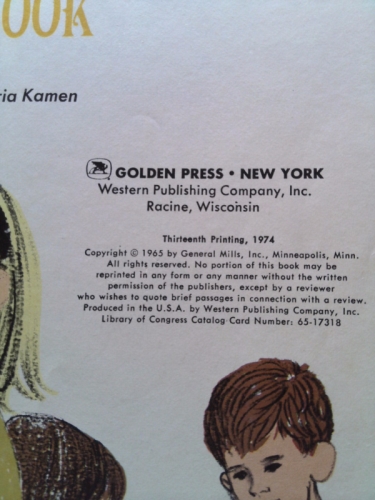 OOK
ria Kamen
GOLDEN PRESS • NEW YORK
Western Publishing Company, Inc.
Racine, Wisconsin
Thirteenth Printing, 1974
Copyright © 1965 by General Mills, Inc., Minneapolis, Minn.
All rights reserved. No portion of this book may be
reprinted in any form or any manner without the written
permission of the publishers, except by a reviewer
who wishes to quote brief passages in connection with a review.
Produced in the U.S.A. by Western Publishing Company, Inc.
Library of Congress Catalog Card Number: 65-17318